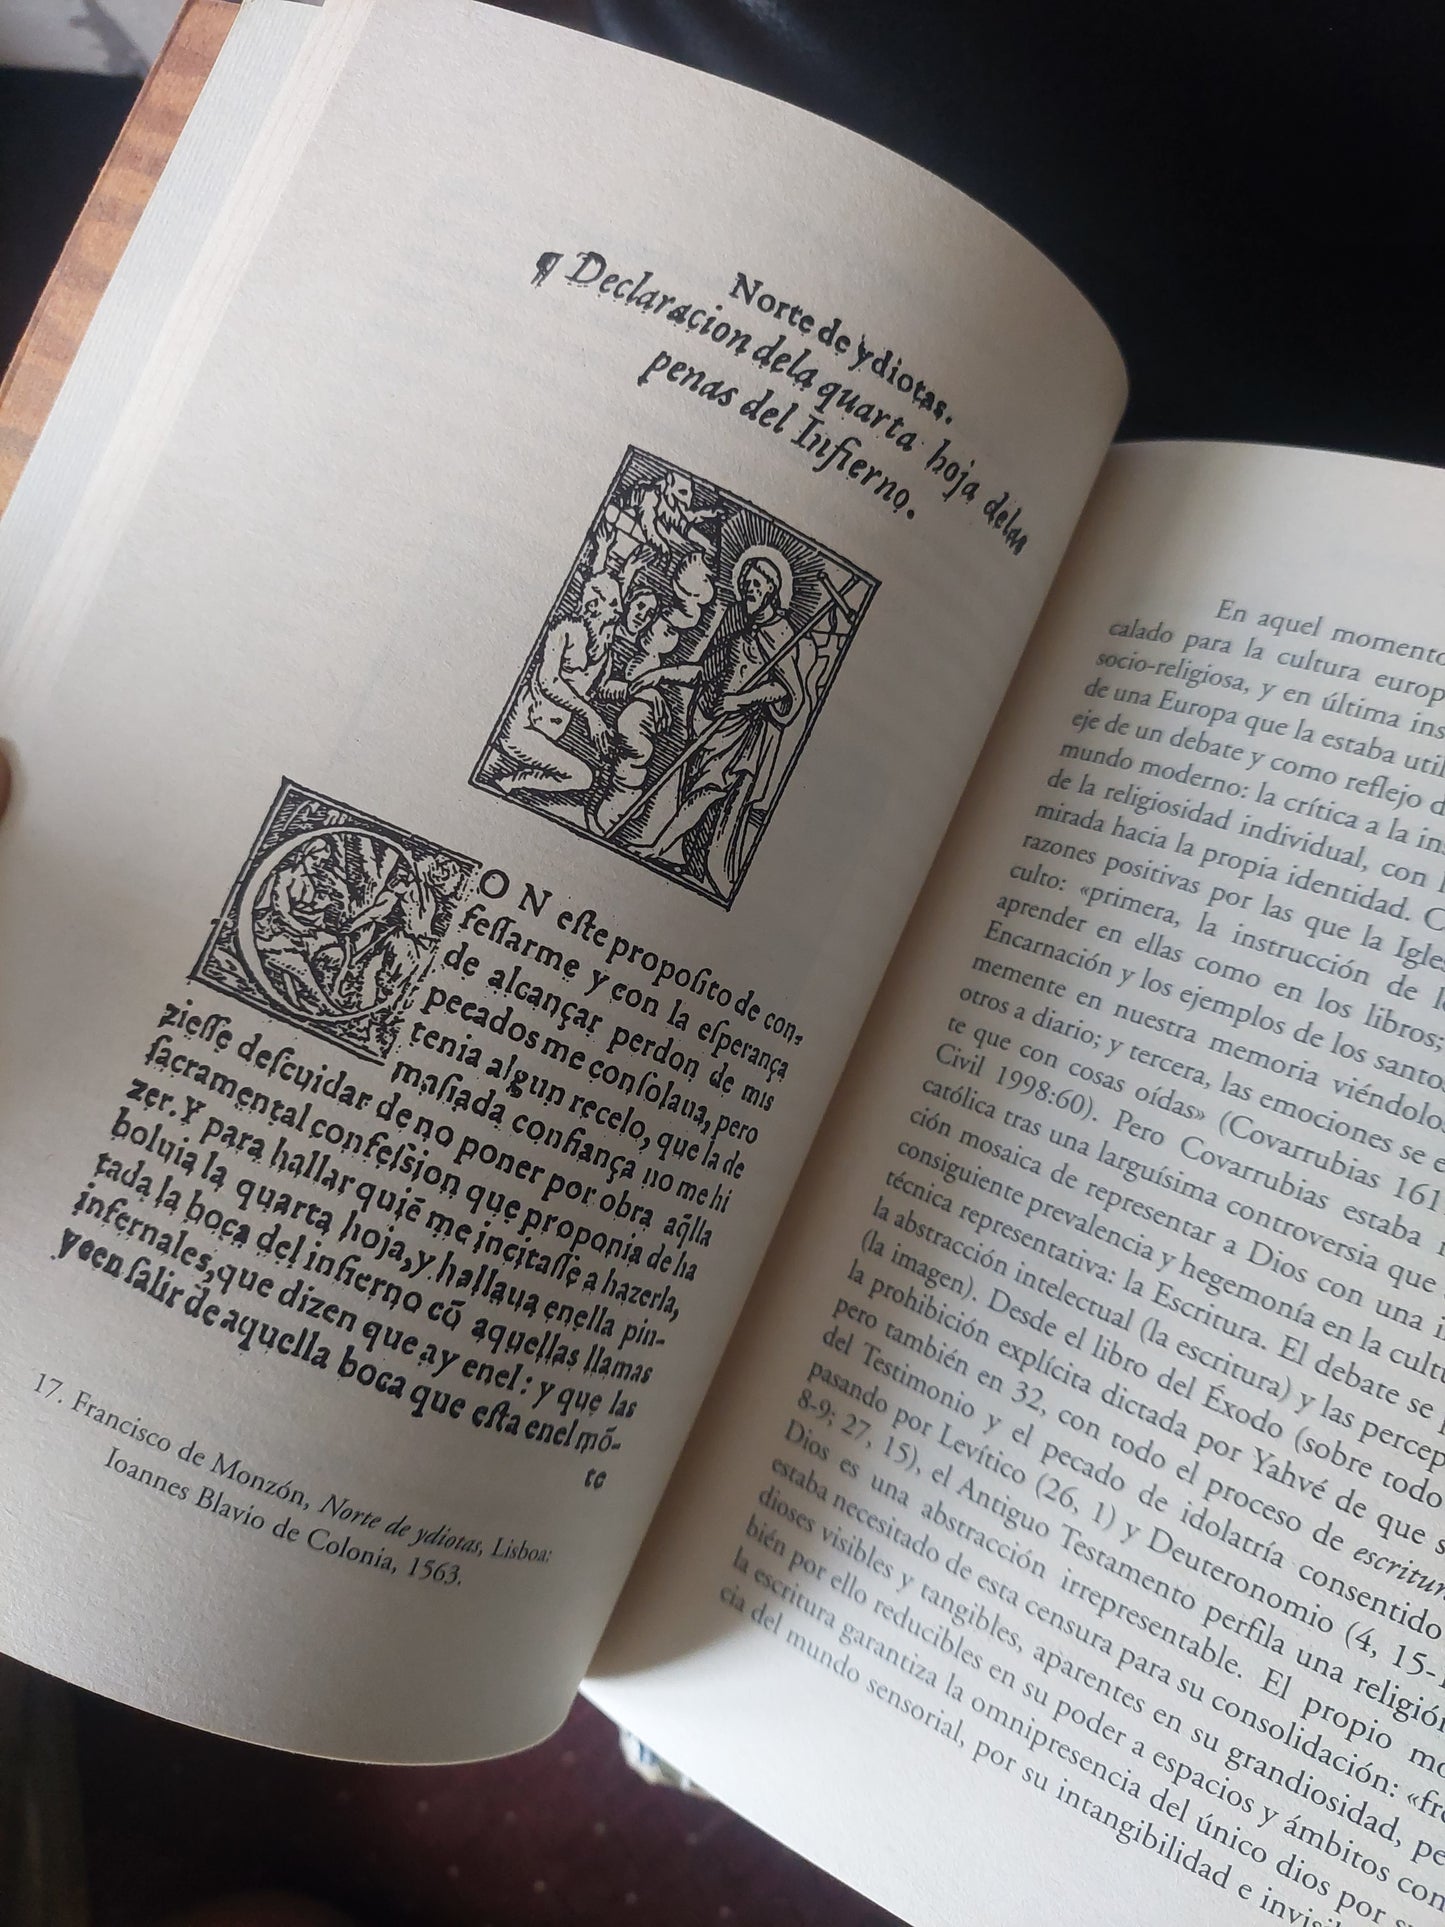 Norte de ydiotas.
¶ Declaracion dela quarta hoja delas
penas del Infierno.
CON este proposito de con-
fessarme y con la esperança
de alcançar perdon de mis
pecados me consolaua, pero
tenia algun recelo, que la de
masiada confiança no me hi
ziesse descuidar de no poner por obra aq̃lla
sacramental confession que proponia de ha
zer. Y para hallar quiẽ me incitasse a hazerla,
boluia la quarta hoja, y hallaua enella pin-
tada la boca del infierno cõ aquellas llamas
infernales, que dizen que ay enel: y que las
yoen salir de aquella boca que esta enel mõ-
te
17. Francisco de Monzón, Norte de ydiotas, Lisboa:
Ioannes Blavio de Colonia, 1563.
En aquel momento
calado para la cultura europ
socio-religiosa, y en última ins
de una Europa que la estaba util
eje de un debate y como reflejo d
mundo moderno: la crítica a la in
de la religiosidad individual, con
mirada hacia la propia identidad. C
razones positivas por las que la Igles
culto: «primera, la instrucción de l
aprender en ellas como en los libros;
Encarnación y los ejemplos de los santo
memente en nuestra memoria viéndolos
otros a diario; y tercera, las emociones se e
te que con cosas oídas» (Covarrubias 161
Civil 1998:60). Pero Covarrubias estaba
católica tras una larguísima controversia que
ción mosaica de representar a Dios con una i
consiguiente prevalencia y hegemonía en la cultu
técnica representativa: la Escritura. El debate se
la abstracción intelectual (la escritura) y las percep
(la imagen). Desde el libro del Éxodo (sobre todo
la prohibición explícita dictada por Yahvé de que s
pero también en 32, con todo el proceso de escritur
del Testimonio y el pecado de idolatría consentido
pasando por Levítico (26, 1) y Deuteronomio (4, 15-1
8-9; 27, 15), el Antiguo Testamento perfila una religión
Dios es una abstracción irrepresentable. El propio mo
estaba necesitado de esta censura para su consolidación: «fre
dioses visibles y tangibles, aparentes en su grandiosidad, pe
bién por ello reducibles en su poder a espacios y ámbitos con
la escritura garantiza la omnipresencia del único dios por su
cia del mundo sensorial, por su intangibilidad e invisi